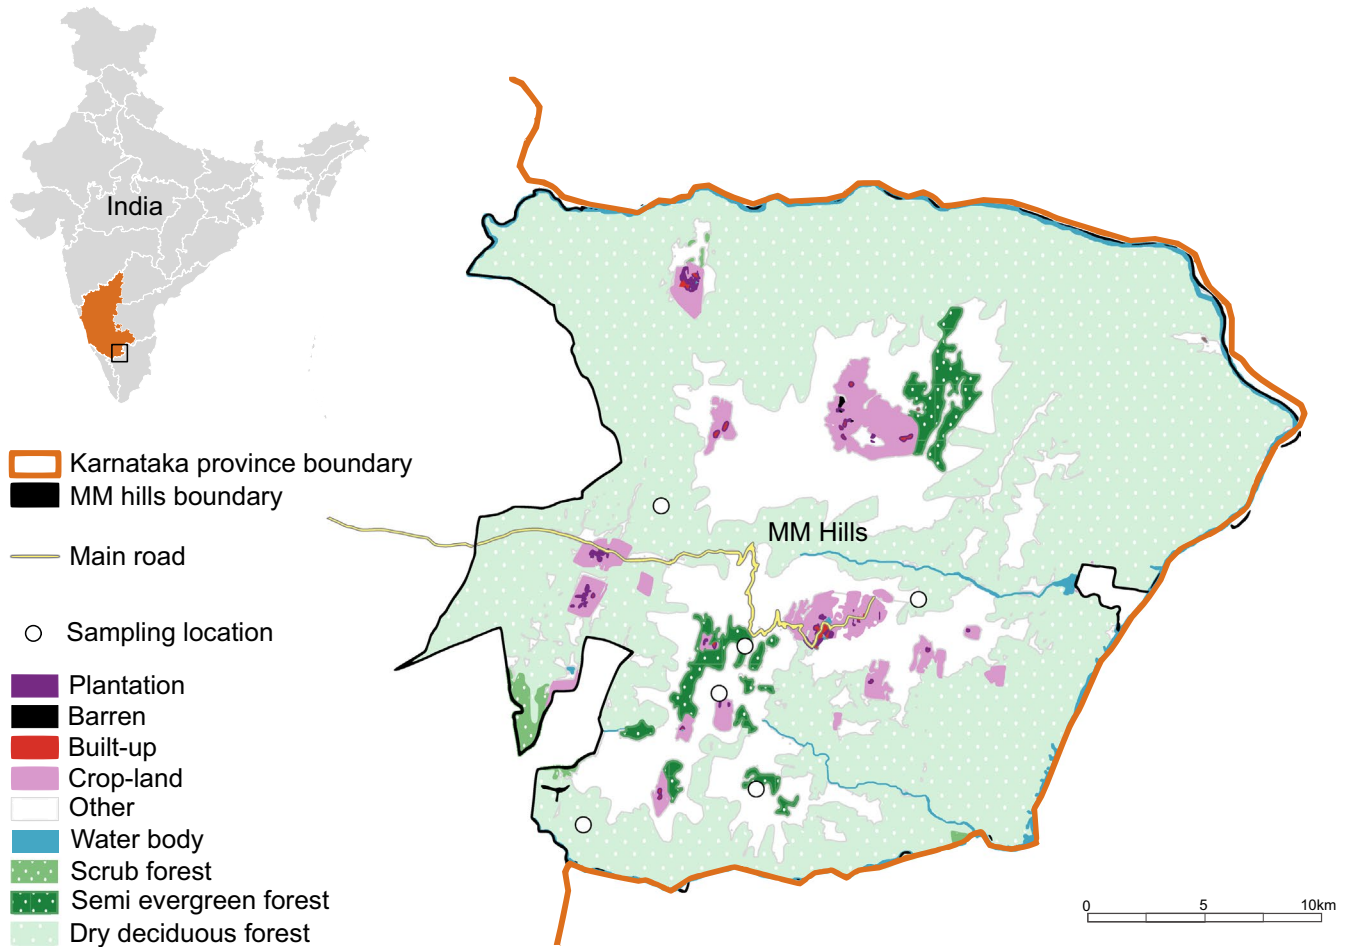 India
Karnataka province boundary
MM hills boundary
Main road
Sampling location
Plantation
Barren
Built-up
Crop-land
Other
Water body
Scrub forest
Semi evergreen forest
Dry deciduous forest
MM Hills
0 5 10km